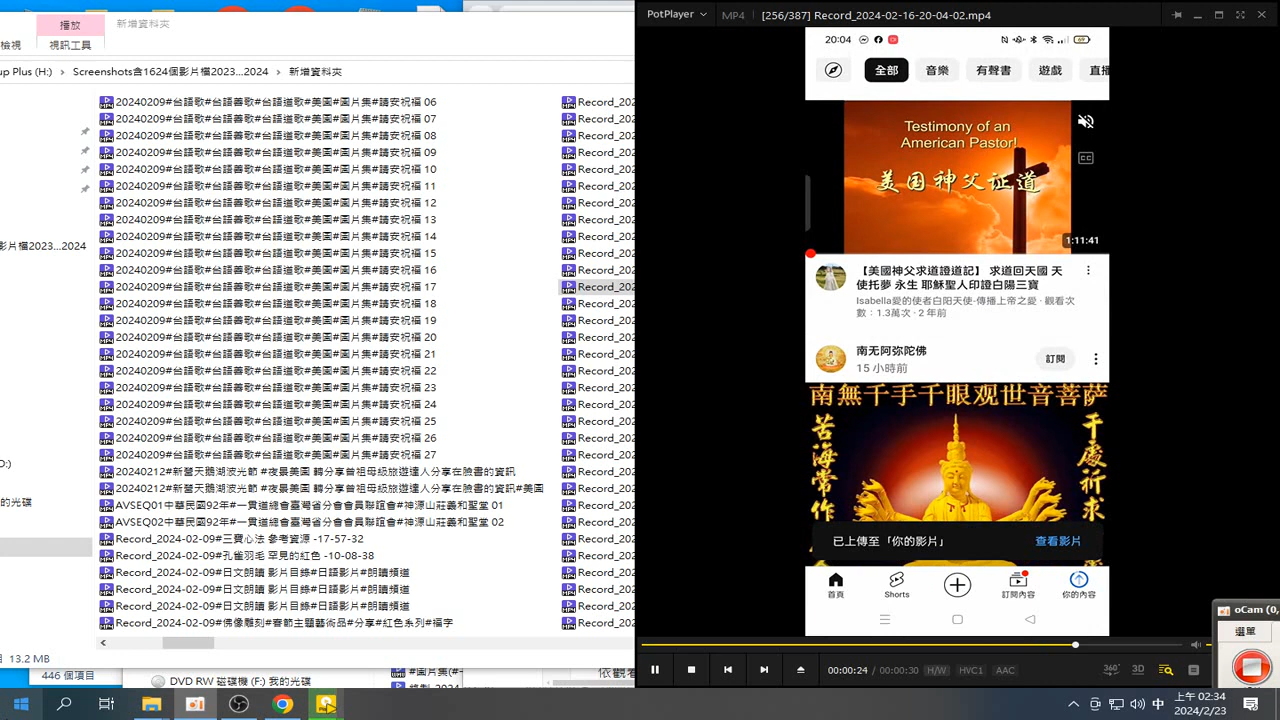 播放
新增資料夾
檢視
視訊工具
up Plus (H:) › Screenshots含1624個影片檔2023...2024 › 新增資料夾
影片檔2023...2024
的光碟
20240209#台語歌#台語善歌#台語道歌#美圖#圖片集#請安祝福 06
20240209#台語歌#台語善歌#台語道歌#美圖#圖片集#請安祝福 07
20240209#台語歌#台語善歌#台語道歌#美圖#圖片集#請安祝福 08
20240209#台語歌#台語善歌#台語道歌#美圖#圖片集#請安祝福 09
20240209#台語歌#台語善歌#台語道歌#美圖#圖片集#請安祝福 10
20240209#台語歌#台語善歌#台語道歌#美圖#圖片集#請安祝福 11
20240209#台語歌#台語善歌#台語道歌#美圖#圖片集#請安祝福 12
20240209#台語歌#台語善歌#台語道歌#美圖#圖片集#請安祝福 13
20240209#台語歌#台語善歌#台語道歌#美圖#圖片集#請安祝福 14
20240209#台語歌#台語善歌#台語道歌#美圖#圖片集#請安祝福 15
20240209#台語歌#台語善歌#台語道歌#美圖#圖片集#請安祝福 16
20240209#台語歌#台語善歌#台語道歌#美圖#圖片集#請安祝福 17
20240209#台語歌#台語善歌#台語道歌#美圖#圖片集#請安祝福 18
20240209#台語歌#台語善歌#台語道歌#美圖#圖片集#請安祝福 19
20240209#台語歌#台語善歌#台語道歌#美圖#圖片集#請安祝福 20
20240209#台語歌#台語善歌#台語道歌#美圖#圖片集#請安祝福 21
20240209#台語歌#台語善歌#台語道歌#美圖#圖片集#請安祝福 22
20240209#台語歌#台語善歌#台語道歌#美圖#圖片集#請安祝福 23
20240209#台語歌#台語善歌#台語道歌#美圖#圖片集#請安祝福 24
20240209#台語歌#台語善歌#台語道歌#美圖#圖片集#請安祝福 25
20240209#台語歌#台語善歌#台語道歌#美圖#圖片集#請安祝福 26
20240209#台語歌#台語善歌#台語道歌#美圖#圖片集#請安祝福 27
20240212#新營天鵝湖波光節 #夜景美圖 轉分享曾祖母級旅遊達人分享在臉書的資訊
20240212#新營天鵝湖波光節 #夜景美圖 轉分享曾祖母級旅遊達人分享在臉書的資訊#美圖
AVSEQ01中華民國92年#一貫道總會臺灣省分會會員聯誼會#神源山莊義和聖堂 01
AVSEQ02中華民國92年#一貫道總會臺灣省分會會員聯誼會#神源山莊義和聖堂 02
Record_2024-02-09#三寶心法 參考資源 -17-57-32
Record_2024-02-09#孔雀羽毛 罕見的紅色 -10-08-38
Record_2024-02-09#日文朗讀 影片目錄#日語影片#朗讀頻道
Record_2024-02-09#日文朗讀 影片目錄#日語影片#朗讀頻道
Record_2024-02-09#日文朗讀 影片目錄#日語影片#朗讀頻道
Record_2024-02-09#佛像雕刻#春節主題藝術品#分享#紅色系列#福字
13.2 MB
446 個項目
DVD RW 磁碟機 (F:) 我的光碟
#圖片集(#
依觀
PotPlayer
MP4
[256/387] Record_2024-02-16-20-04-02.mp4
20:04
69
全部 音樂 有聲書 遊戲 直播
Testimony of an
American Pastor!
美国神父证道
CC
1:11:41
【美國神父求道證道記】 求道回天國 天
使托夢 永生 耶穌聖人印證白陽三寶
Isabella愛的使者白阳天使-傳播上帝之愛 · 觀看次
數：1.3萬次 · 2 年前
南无阿弥陀佛
15 小時前
訂閱
南無千手千眼观世音菩萨
苦海常作
千處祈求
已上傳至「你的影片」
查看影片
首頁 Shorts 訂閱內容 你的內容
00:00:24 / 00:00:30 H/W HVC1 AAC
360° 3D
oCam (0,
選單
中
上午 02:34
2024/2/23